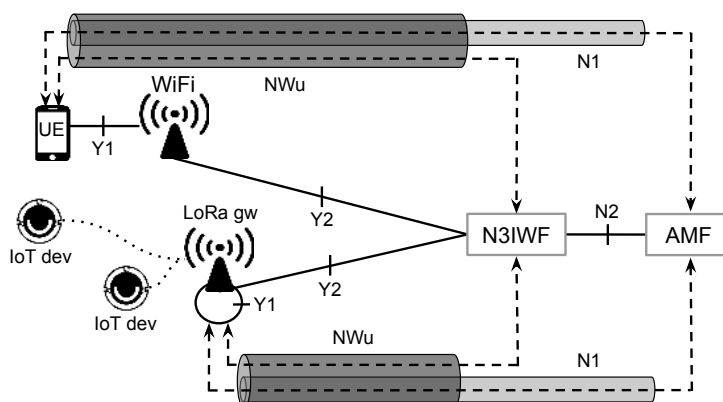 N1
NWu
WiFi
UE
Y1
Y2
N2
LoRa gw
N3IWF
AMF
IoT dev
Y2
Y1
IoT dev
NWu
N1